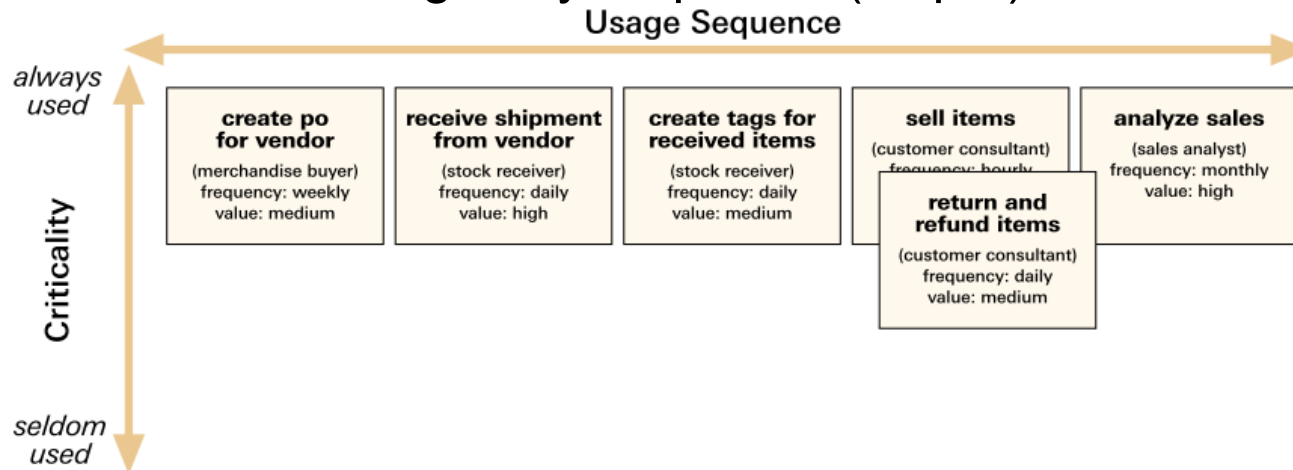 Usage Sequence
always
used
create po
for vendor
(merchandise buyer)
frequency: weekly
value: medium
receive shipment
from vendor
(stock receiver)
frequency: daily
value: high
create tags for
received items
(stock receiver)
frequency: daily
value: medium
sell items
(customer consultant)
frequency: hourly
return and
refund items
(customer consultant)
frequency: daily
value: medium
analyze sales
(sales analyst)
frequency: monthly
value: high
Criticality
seldom
used